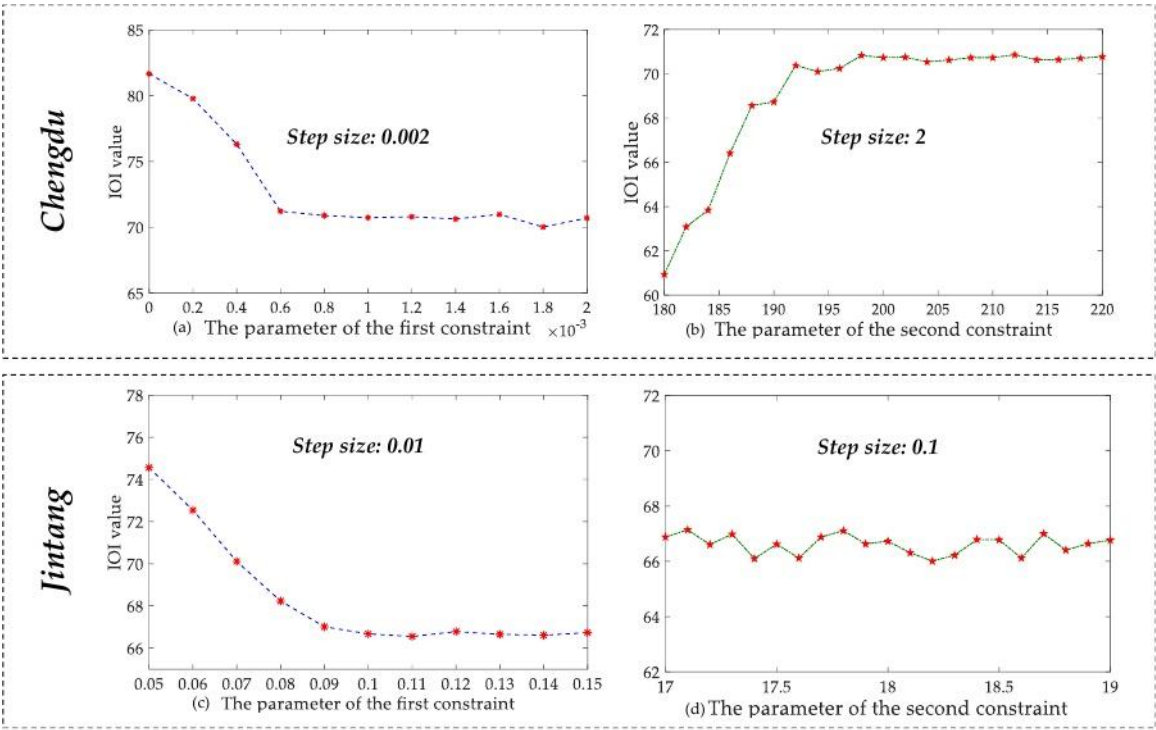 Chengdu
85
80
75
70
65
IOI value
Step size: 0.002
0 0.2 0.4 0.6 0.8 1 1.2 1.4 1.6 1.8 2
×10⁻³
(a) The parameter of the first constraint
72
70
68
66
64
62
60
IOI value
Step size: 2
180 185 190 195 200 205 210 215 220
(b) The parameter of the second constraint
Jintang
78
76
74
72
70
68
66
IOI value
Step size: 0.01
0.05 0.06 0.07 0.08 0.09 0.1 0.11 0.12 0.13 0.14 0.15
(c) The parameter of the first constraint
72
70
68
66
64
62
Step size: 0.1
17 17.5 18 18.5 19
(d) The parameter of the second constraint